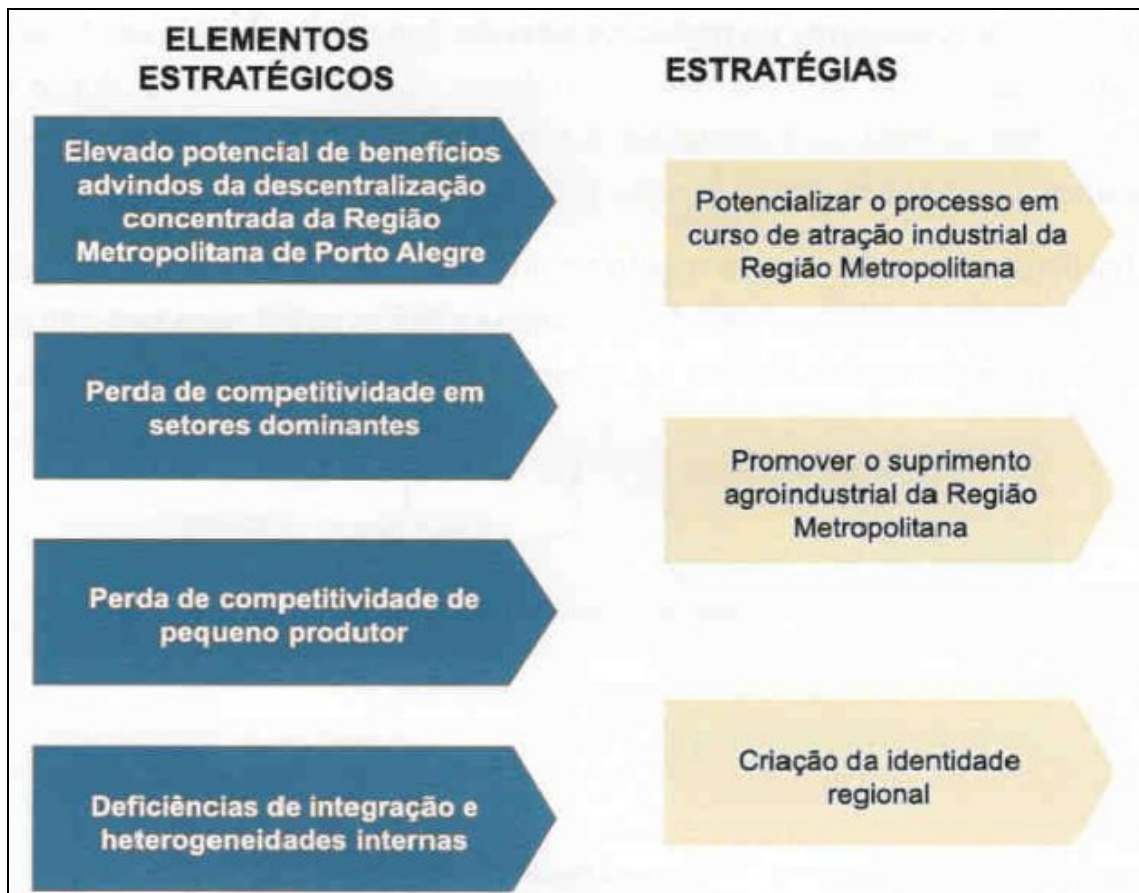 ELEMENTOS
ESTRATÉGICOS
Elevado potencial de benefícios
advindos da descentralização
concentrada da Região
Metropolitana de Porto Alegre
Perda de competitividade em
setores dominantes
Perda de competitividade de
pequeno produtor
Deficiências de integração e
heterogeneidades internas
ESTRATÉGIAS
Potencializar o processo em
curso de atração industrial da
Região Metropolitana
Promover o suprimento
agroindustrial da Região
Metropolitana
Criação da identidade
regional